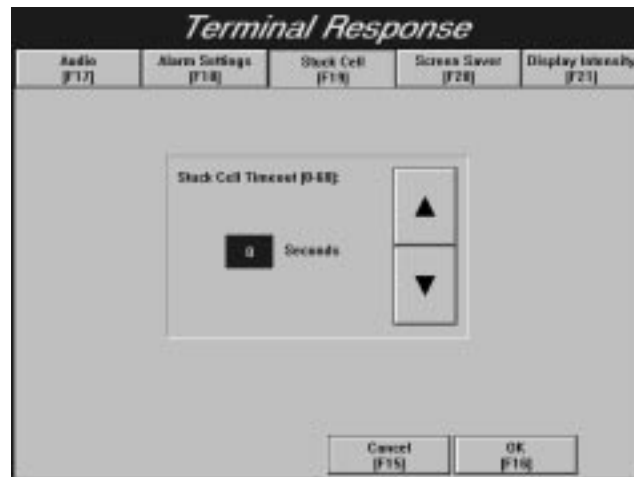 Terminal Response
Audio
[F17]
Alarm Settings
[F18]
Stuck Cell
[F19]
Screen Saver
[F20]
Display Intensity
[F21]
Stuck Cell Timeout [0-60]:
0 Seconds
Cancel
[F15]
OK
[F16]